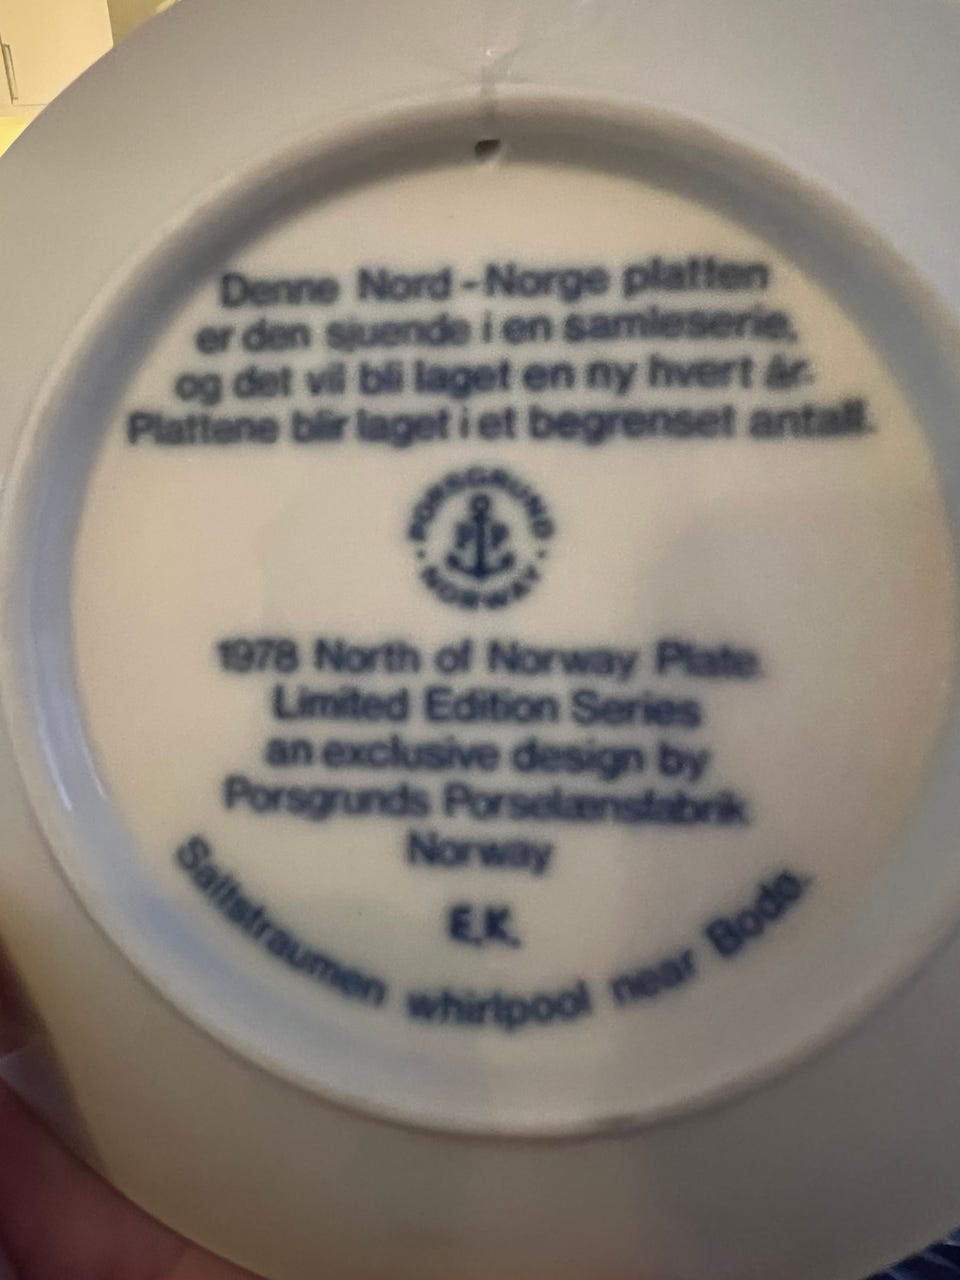 Denne Nord-Norge platten
er den sjuende i en samleserie,
og det vil bli laget en ny hvert år.
Plattene blir laget i et begrenset antall.
PORSGRUND
PP
NORWAY
1978 North of Norway Plate.
Limited Edition Series
an exclusive design by
Porsgrunds Porselænsfabrik
Norway
E.K.
Saltstraumen whirlpool near Bodø.